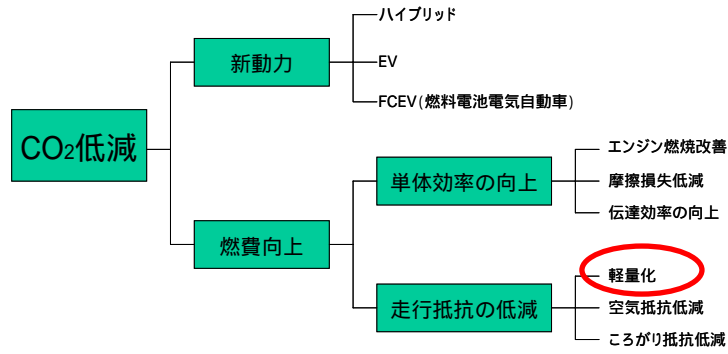 CO2低減
新動力
ハイブリッド
EV
FCEV(燃料電池電気自動車)
燃費向上
単体効率の向上
エンジン燃焼改善
摩擦損失低減
伝達効率の向上
走行抵抗の低減
軽量化
空気抵抗低減
ころがり抵抗低減